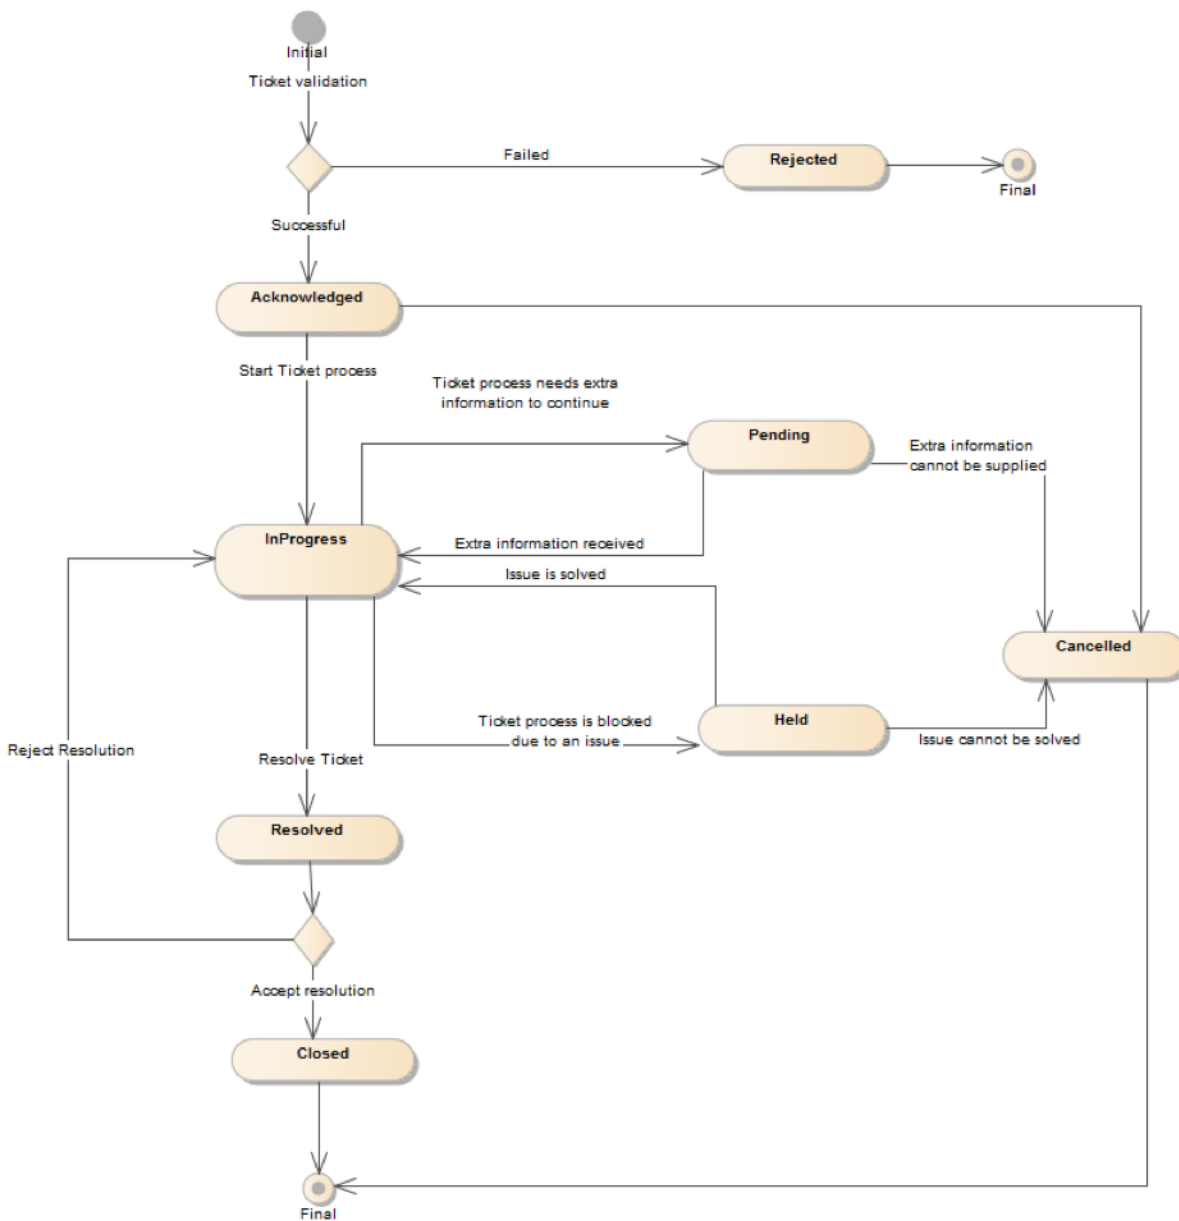 Initial
Ticket validation
Failed
Rejected
Final
Successful
Acknowledged
Start Ticket process
Ticket process needs extra
information to continue
Pending
Extra information
cannot be supplied
InProgress
Extra information received
Issue is solved
Cancelled
Held
Ticket process is blocked
due to an issue
Issue cannot be solved
Reject Resolution
Resolve Ticket
Resolved
Accept resolution
Closed
Final